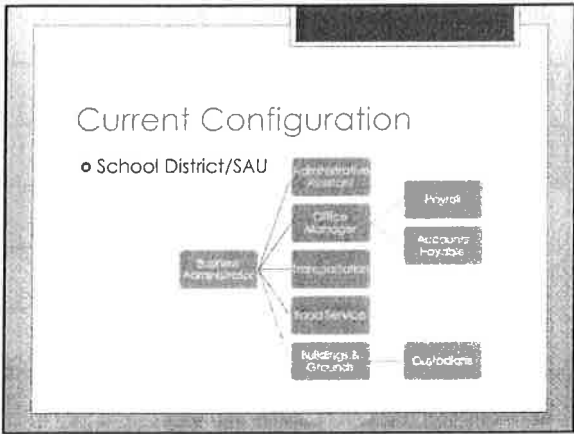 Current Configuration
School District/SAU
Administrative
Assistant
Office
Manager
Payroll
Accounts
Payable
Business
Administrator
Transportation
Food Service
Buildings &
Grounds
Custodians